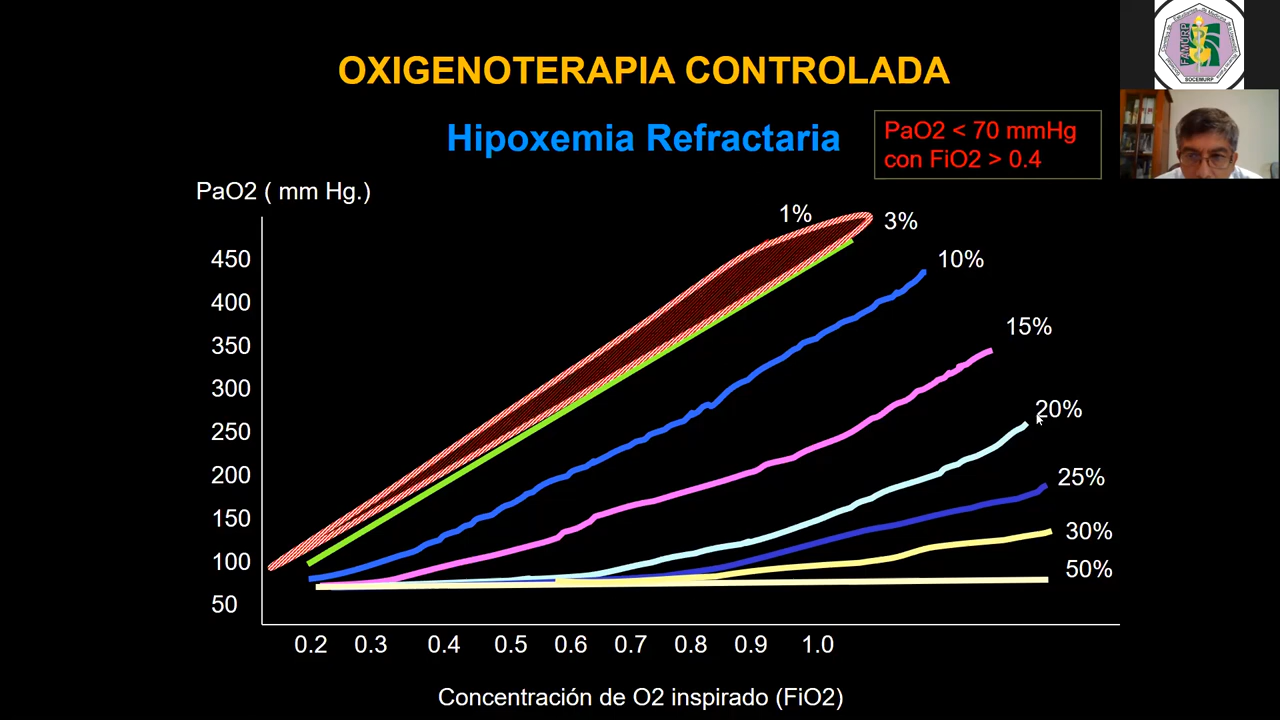 OXIGENOTERAPIA CONTROLADA
Hipoxemia Refractaria
PaO2 < 70 mmHg
con FiO2 > 0.4
PaO2 ( mm Hg.)
1%
3%
10%
15%
20%
25%
30%
50%
450
400
350
300
250
200
150
100
50
0.2 0.3 0.4 0.5 0.6 0.7 0.8 0.9 1.0
Concentración de O2 inspirado (FiO2)
FAMURP
SOCEMURP